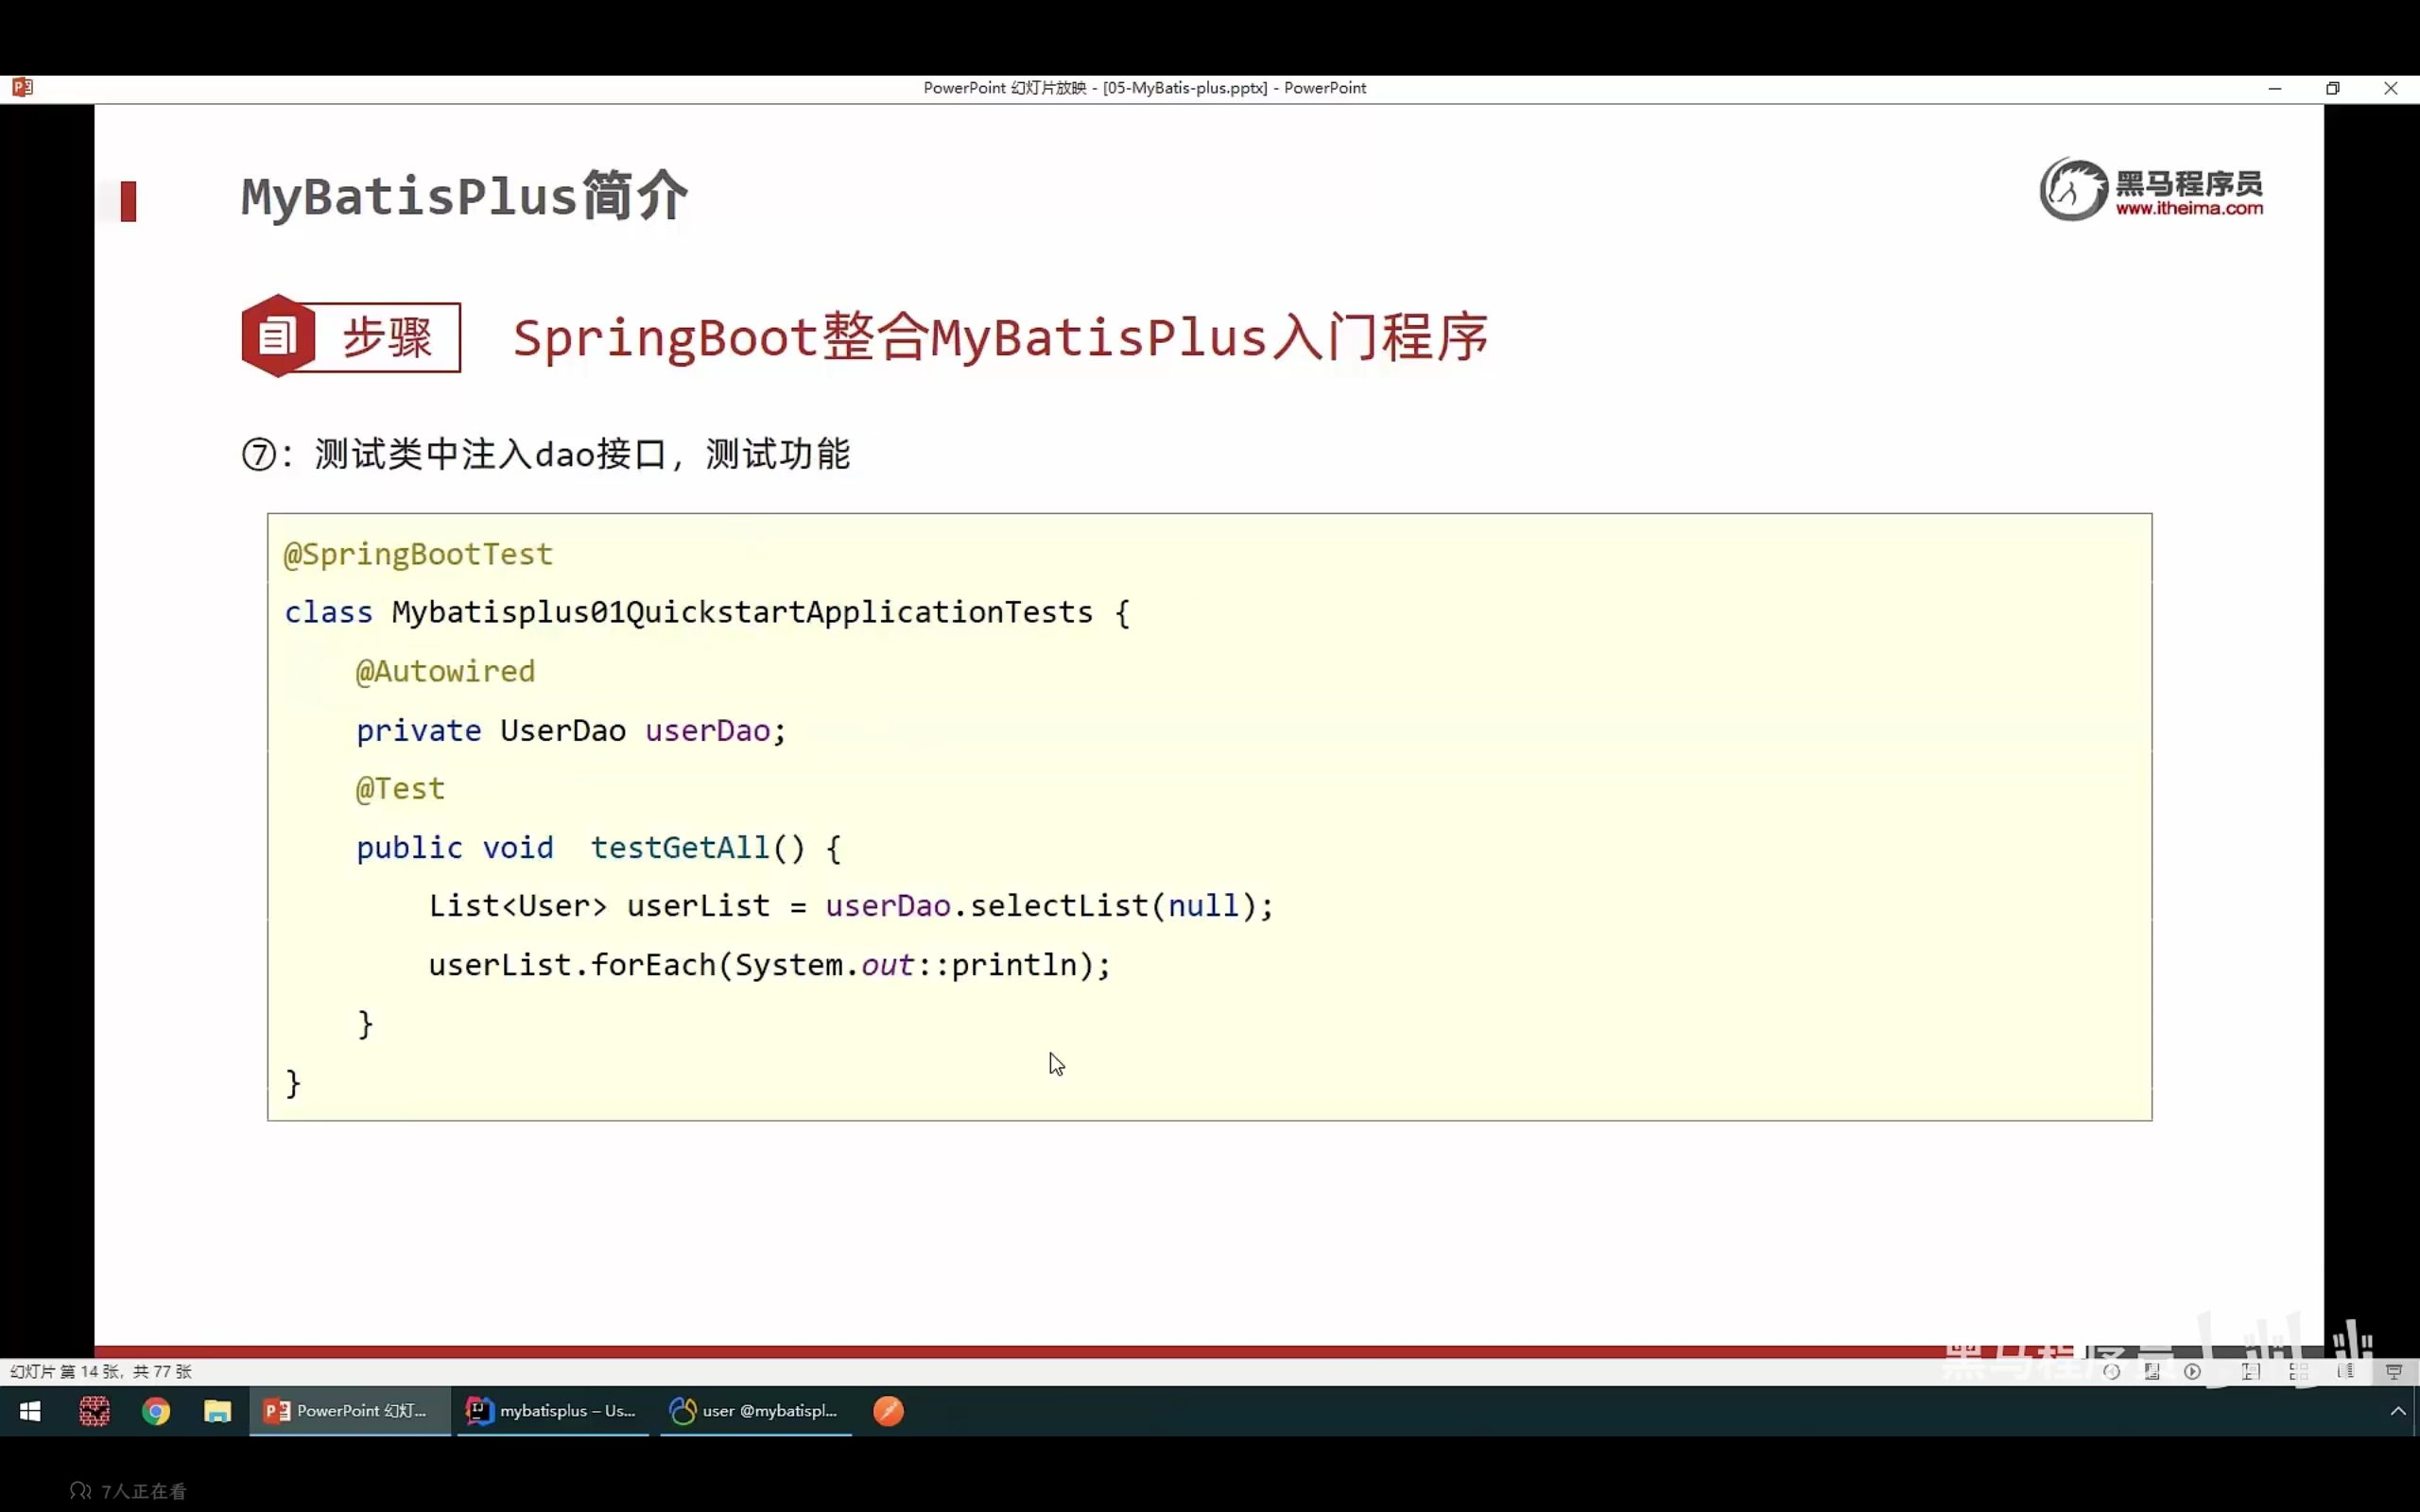 PowerPoint 幻灯片放映 - [05-MyBatis-plus.pptx] - PowerPoint
MyBatisPlus简介
黑马程序员
www.itheima.com
步骤
SpringBoot整合MyBatisPlus入门程序
⑦：测试类中注入dao接口，测试功能
@SpringBootTest
class Mybatisplus01QuickstartApplicationTests {
@Autowired
private UserDao userDao;
@Test
public void  testGetAll() {
List<User> userList = userDao.selectList(null);
userList.forEach(System.out::println);
}
}
黑马程序员
幻灯片 第 14 张，共 77 张
PowerPoint 幻灯...
mybatisplus – Us...
user @mybatispl...
7人正在看